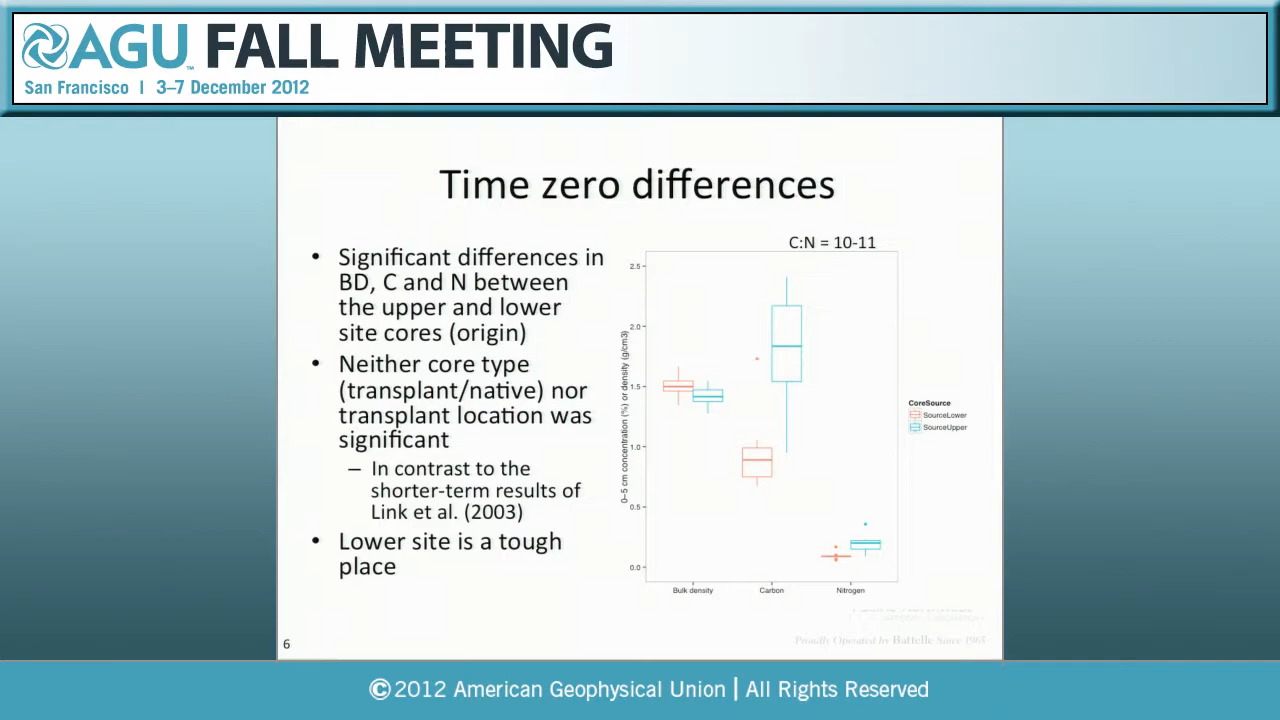 AGU FALL MEETING
San Francisco | 3–7 December 2012
Time zero differences
• Significant differences in
BD, C and N between
the upper and lower
site cores (origin)
• Neither core type
(transplant/native) nor
transplant location was
significant
– In contrast to the
shorter-term results of
Link et al. (2003)
• Lower site is a tough
place
C:N = 10-11
0–5 cm concentration (%) or density (g/cm3)
2.5
2.0
1.5
1.0
0.5
0.0
Bulk density
Carbon
Nitrogen
CoreSource
SourceLower
SourceUpper
Proudly Operated by Battelle Since 1965
6
©2012 American Geophysical Union | All Rights Reserved